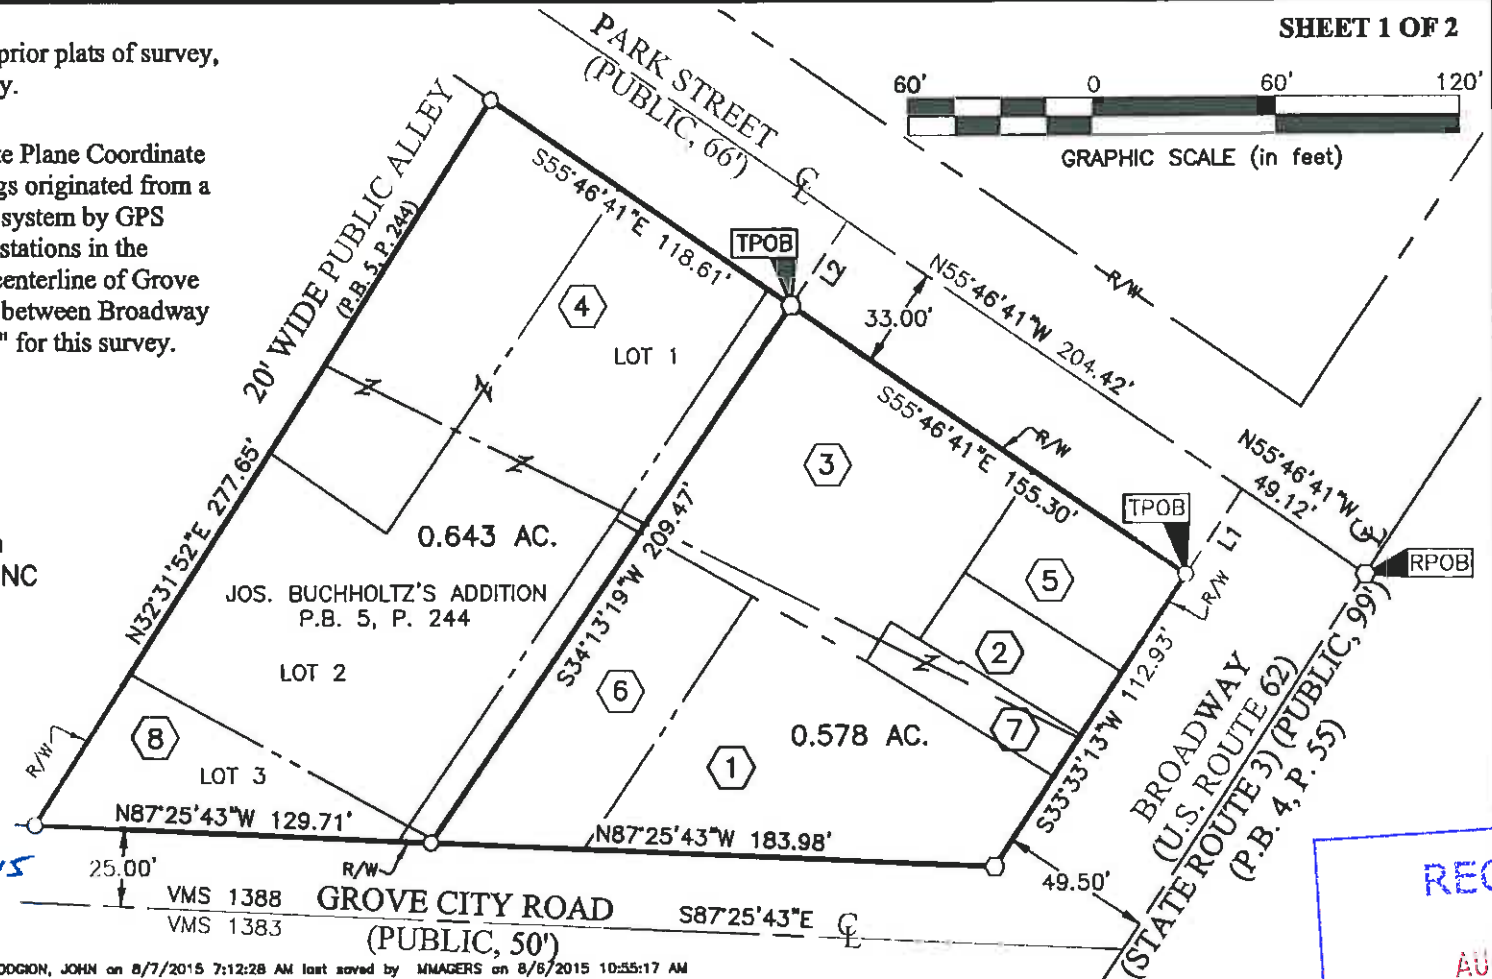 SHEET 1 OF 2
prior plats of survey,
Plane Coordinate
originated from a
system by GPS
stations in the
centerline of Grove
between Broadway
" for this survey.
NC
60' 0 60' 120'
GRAPHIC SCALE (in feet)
PARK STREET
(PUBLIC, 66')
20' WIDE PUBLIC ALLEY
(P.B. 5, P. 244)
S55°46'41"E 118.61'
TPOB
L2
N55°46'41"W 204.42'
R/W
33.00'
4
LOT 1
S55°46'41"E 155.30'
R/W
N55°46'41"W
49.12'
3
TPOB
L1
R/W
RPOB
N32°31'52"E 277.65'
0.643 AC.
JOS. BUCHHOLTZ'S ADDITION
P.B. 5, P. 244
LOT 2
S34°13'19"W 209.47'
5
2
7
6
1
0.578 AC.
S33°33'13"W 112.93'
BROADWAY
(U.S. ROUTE 62)
(STATE ROUTE 3) (PUBLIC, 99')
(P.B. 4, P. 55)
R/W
8
LOT 3
N87°25'43"W 129.71'
N87°25'43"W 183.98'
25.00'
R/W
49.50'
VMS 1388
VMS 1383
GROVE CITY ROAD
(PUBLIC, 50')
S87°25'43"E
JOHN on 8/7/2015 7:12:28 AM last saved by MMAGERS on 8/6/2015 10:55:17 AM